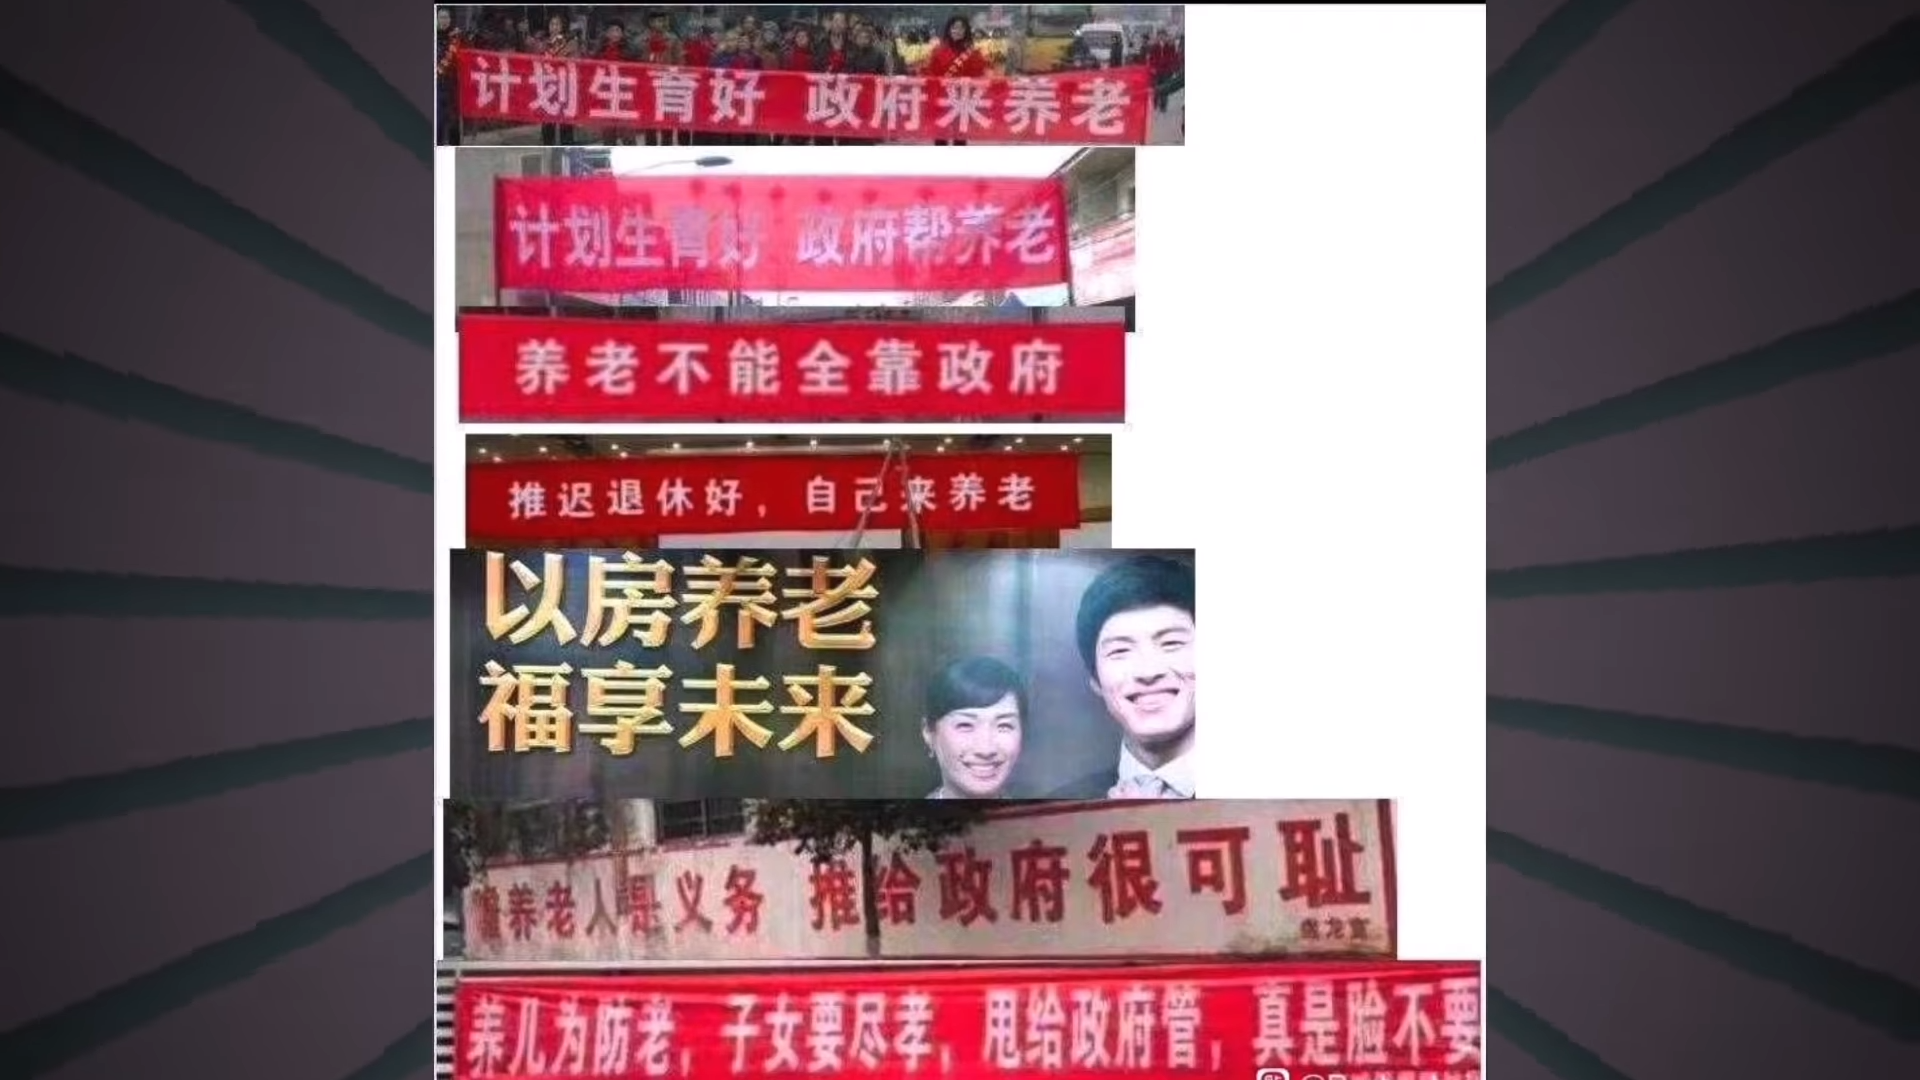 计划生育好 政府来养老
计划生育好 政府帮养老
养老不能全靠政府
推迟退休好，自己来养老
以房养老
福享未来
赡养老人是义务 推给政府很可耻
养儿为防老，子女要尽孝，甩给政府管，真是脸不要